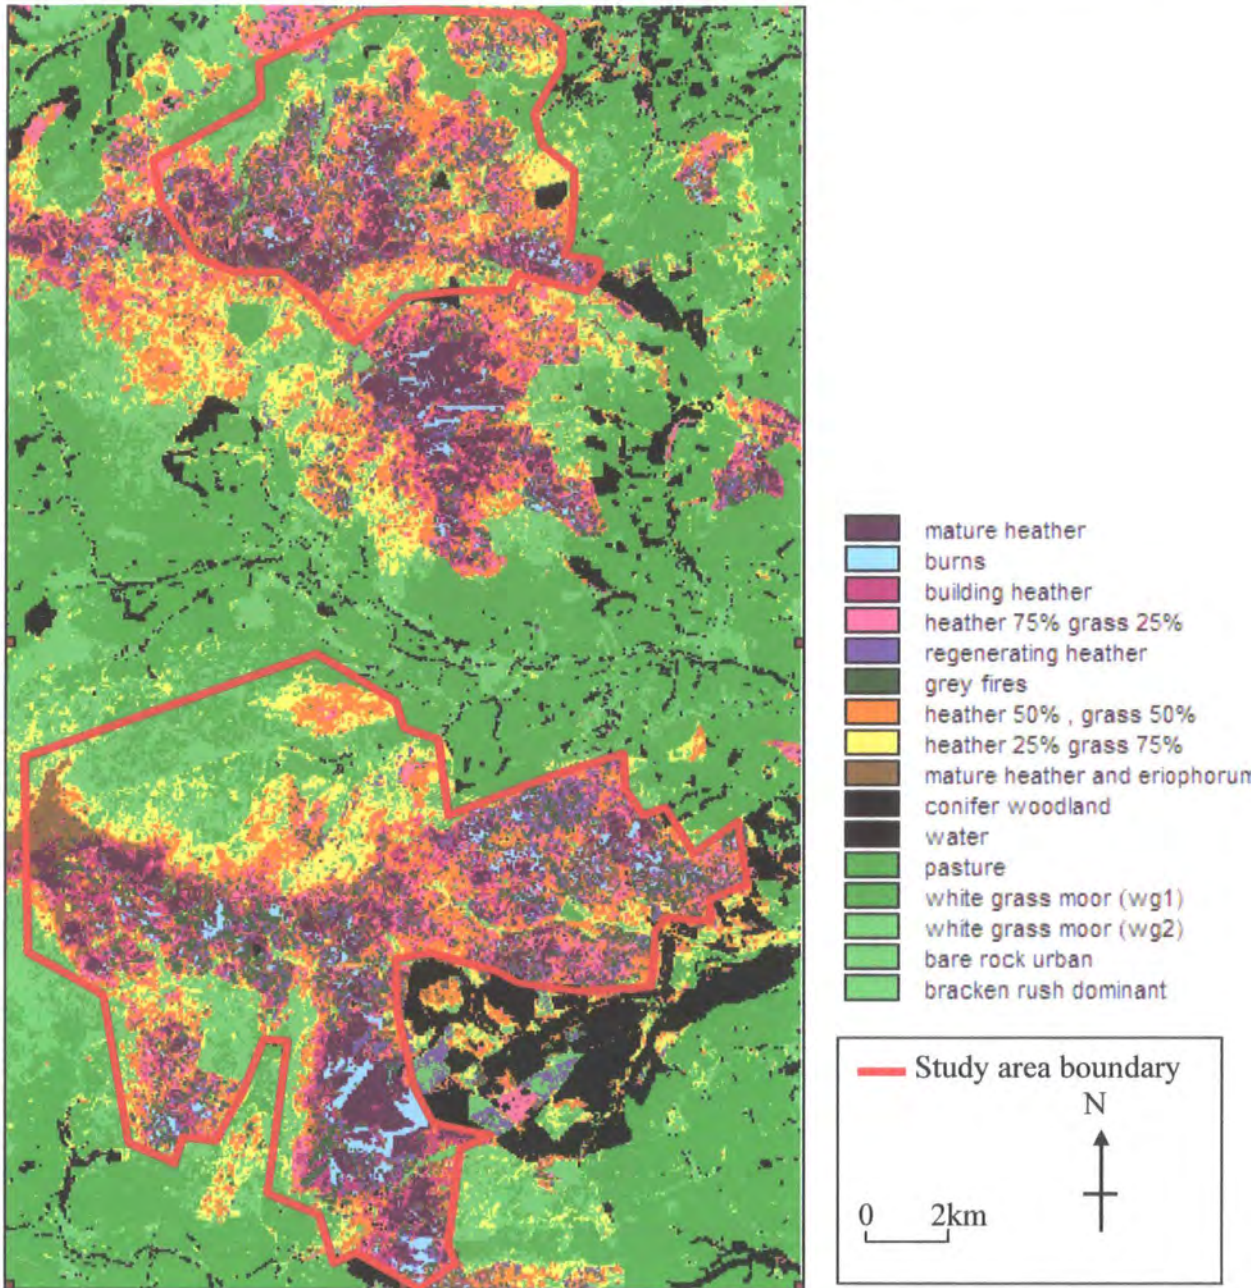 mature heather
burns
building heather
heather 75% grass 25%
regenerating heather
grey fires
heather 50% , grass 50%
heather 25% grass 75%
mature heather and eriophorum
conifer woodland
water
pasture
white grass moor (wg1)
white grass moor (wg2)
bare rock urban
bracken rush dominant
Study area boundary
N
0 2km